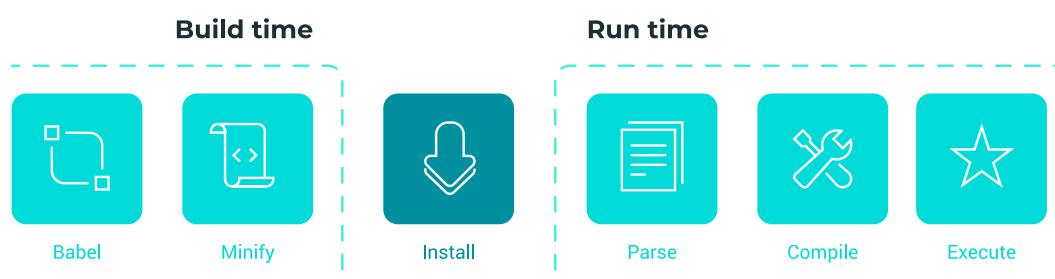 Build time
Run time
Babel
Minify
Install
Parse
Compile
Execute